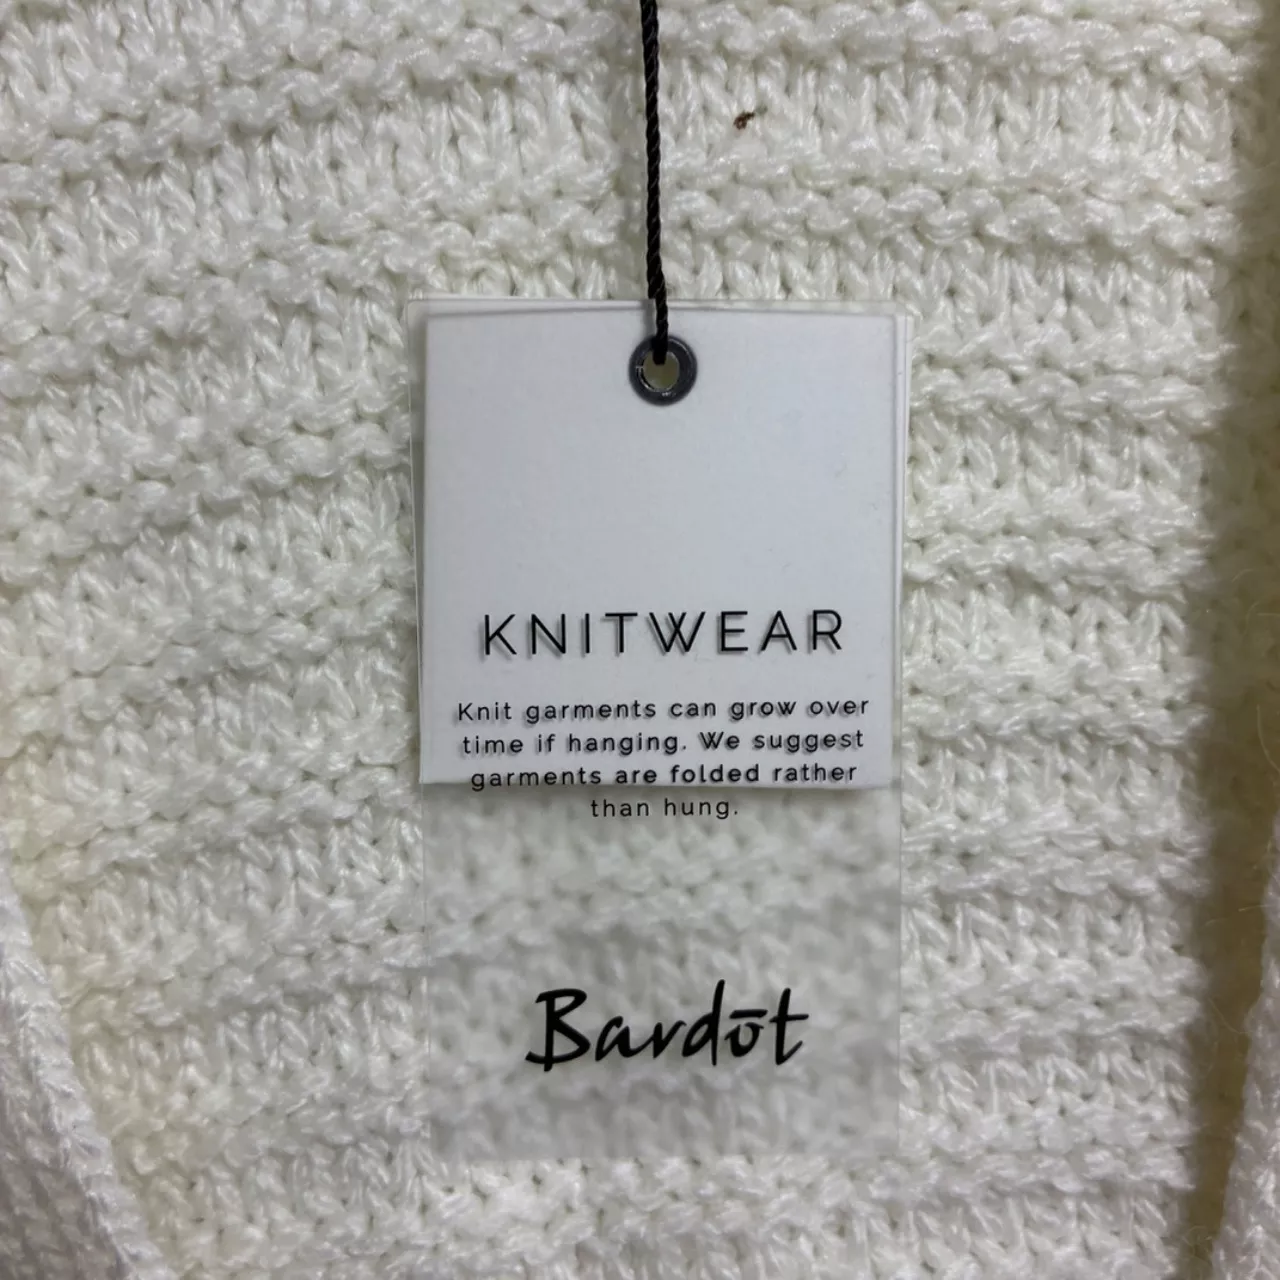 KNITWEAR
Knit garments can grow over
time if hanging. We suggest
garments are folded rather
than hung.
Bardōt